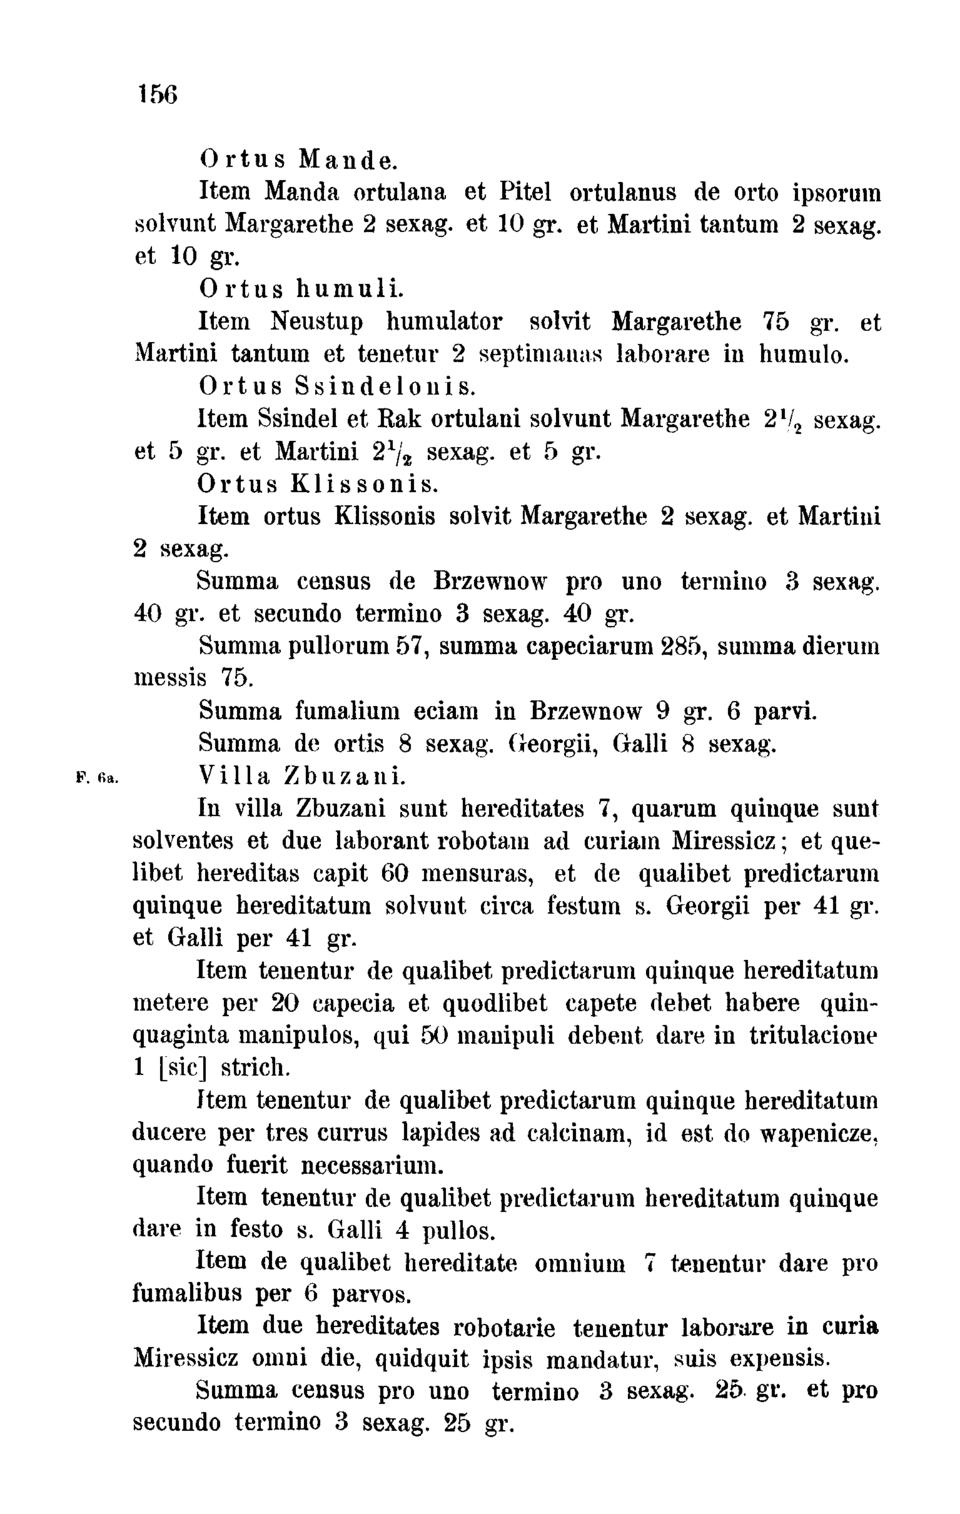 156
Ortus Mande.
Item Manda ortulana et Pitel ortulanus de orto ipsorum
solvunt Margarethe 2 sexag. et 10 gr. et Martini tantum 2 sexag.
et 10 gr.
Ortus humuli.
Item Neustup humulator solvit Margarethe 75 gr. et
Martini tantum et tenetur 2 septimanas laborare in humulo.
Ortus Ssindelonis.
Item Ssindel et Rak ortulani solvunt Margarethe 2½ sexag.
et 5 gr. et Martini 2½ sexag. et 5 gr.
Ortus Klissonis.
Item ortus Klissonis solvit Margarethe 2 sexag. et Martini
2 sexag.
Summa census de Brzewnow pro uno termino 3 sexag.
40 gr. et secundo termino 3 sexag. 40 gr.
Summa pullorum 57, summa capeciarum 285, summa dierum
messis 75.
Summa fumalium eciam in Brzewnow 9 gr. 6 parvi.
Summa de ortis 8 sexag. Georgii, Galli 8 sexag.
F. 6a. Villa Zbuzani.
In villa Zbuzani sunt hereditates 7, quarum quinque sunt
solventes et due laborant robotam ad curiam Miressicz; et que-
libet hereditas capit 60 mensuras, et de qualibet predictarum
quinque hereditatum solvunt circa festum s. Georgii per 41 gr.
et Galli per 41 gr.
Item tenentur de qualibet predictarum quinque hereditatum
metere per 20 capecia et quodlibet capete debet habere quin-
quaginta manipulos, qui 50 manipuli debent dare in tritulacione
1 [sic] strich.
Item tenentur de qualibet predictarum quinque hereditatum
ducere per tres currus lapides ad calcinam, id est do wapenicze,
quando fuerit necessarium.
Item tenentur de qualibet predictarum hereditatum quinque
dare in festo s. Galli 4 pullos.
Item de qualibet hereditate omnium 7 tenentur dare pro
fumalibus per 6 parvos.
Item due hereditates robotarie tenentur laborare in curia
Miressicz omni die, quidquit ipsis mandatur, suis expensis.
Summa census pro uno termino 3 sexag. 25. gr. et pro
secundo termino 3 sexag. 25 gr.